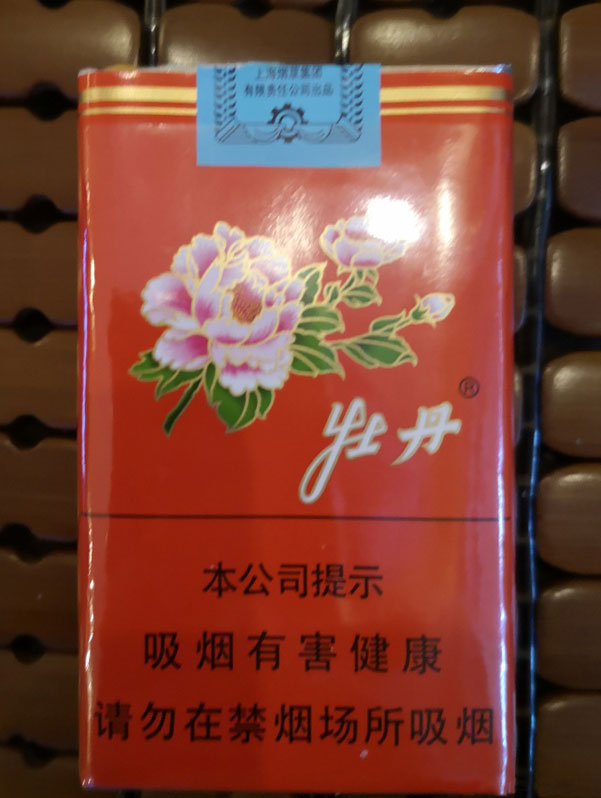 上海烟草集团
有限责任公司出品
牡丹®
本公司提示
吸烟有害健康
请勿在禁烟场所吸烟